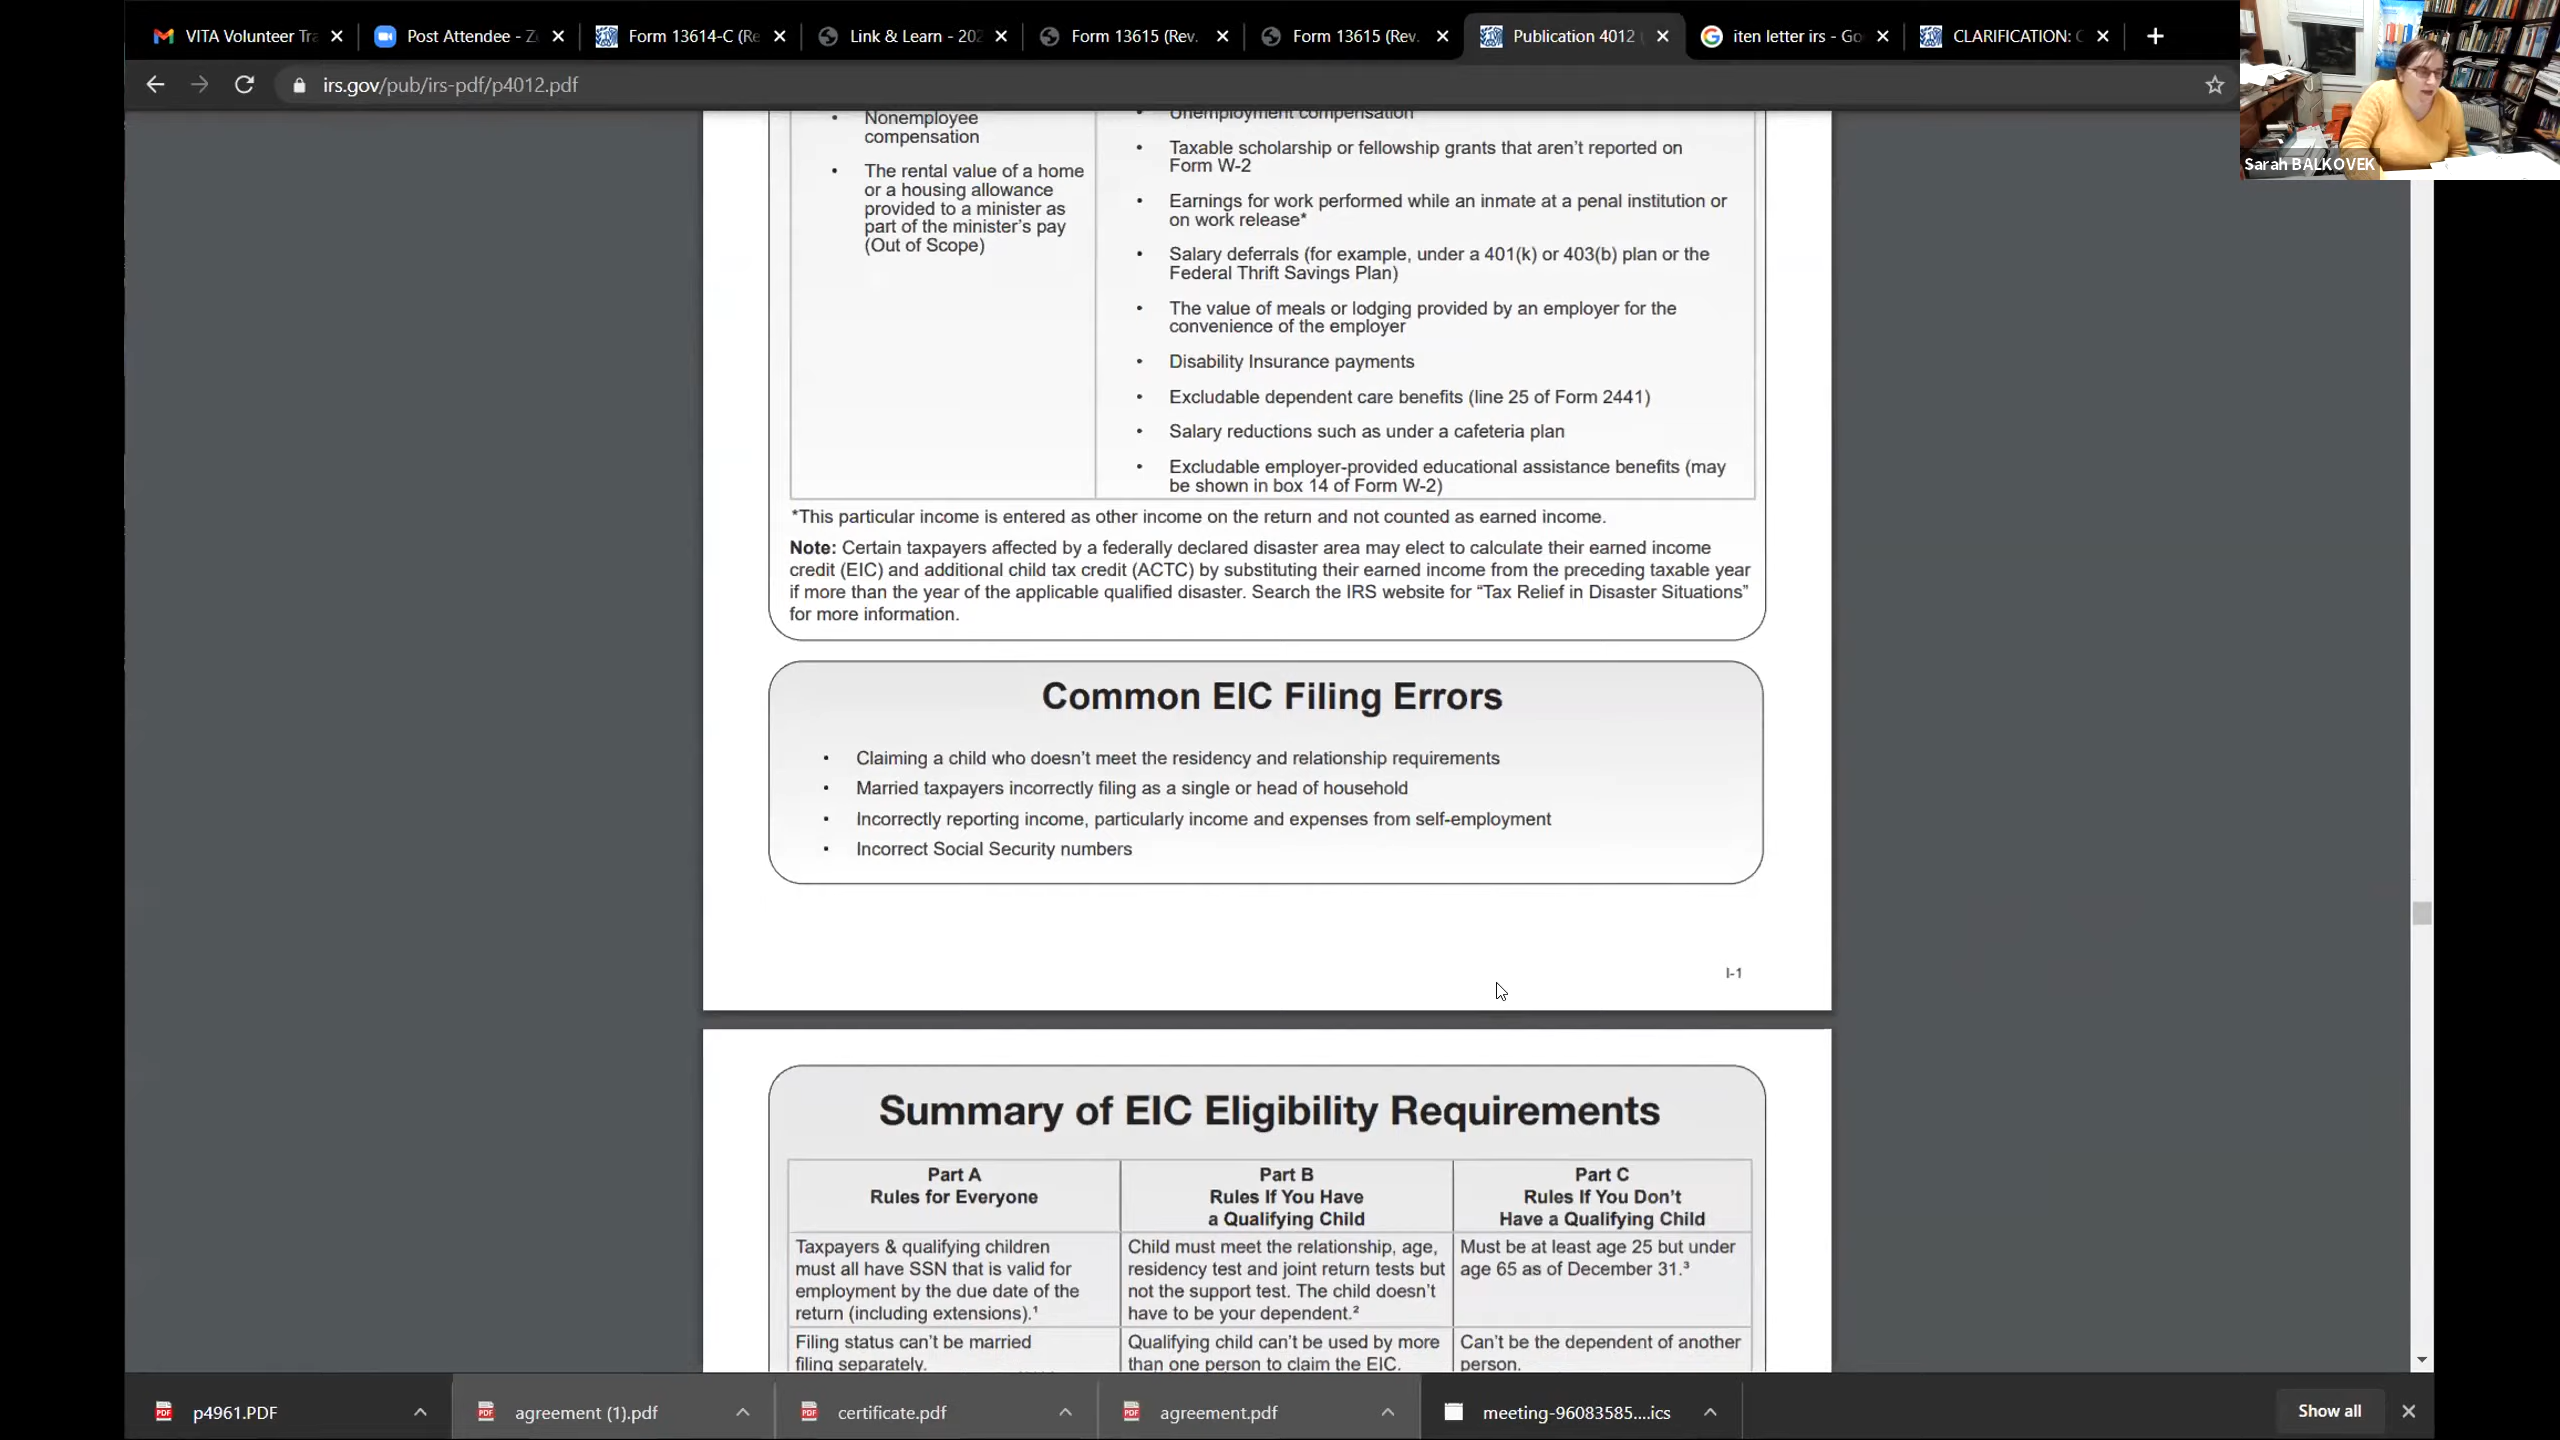 VITA Volunteer Tra
Post Attendee - Z
Form 13614-C (Re
Link & Learn - 202
Form 13615 (Rev.
Form 13615 (Rev.
Publication 4012
iten letter irs - Go
CLARIFICATION: C
irs.gov/pub/irs-pdf/p4012.pdf
Sarah BALKOVEK
• Nonemployee
compensation
• The rental value of a home
or a housing allowance
provided to a minister as
part of the minister's pay
(Out of Scope)
• Unemployment compensation
• Taxable scholarship or fellowship grants that aren't reported on
Form W-2
• Earnings for work performed while an inmate at a penal institution or
on work release*
• Salary deferrals (for example, under a 401(k) or 403(b) plan or the
Federal Thrift Savings Plan)
• The value of meals or lodging provided by an employer for the
convenience of the employer
• Disability Insurance payments
• Excludable dependent care benefits (line 25 of Form 2441)
• Salary reductions such as under a cafeteria plan
• Excludable employer-provided educational assistance benefits (may
be shown in box 14 of Form W-2)
*This particular income is entered as other income on the return and not counted as earned income.
Note: Certain taxpayers affected by a federally declared disaster area may elect to calculate their earned income
credit (EIC) and additional child tax credit (ACTC) by substituting their earned income from the preceding taxable year
if more than the year of the applicable qualified disaster. Search the IRS website for “Tax Relief in Disaster Situations”
for more information.
Common EIC Filing Errors
• Claiming a child who doesn't meet the residency and relationship requirements
• Married taxpayers incorrectly filing as a single or head of household
• Incorrectly reporting income, particularly income and expenses from self-employment
• Incorrect Social Security numbers
I-1
Summary of EIC Eligibility Requirements
Part A
Rules for Everyone
Part B
Rules If You Have
a Qualifying Child
Part C
Rules If You Don't
Have a Qualifying Child
Taxpayers & qualifying children
must all have SSN that is valid for
employment by the due date of the
return (including extensions).¹
Child must meet the relationship, age,
residency test and joint return tests but
not the support test. The child doesn't
have to be your dependent.²
Must be at least age 25 but under
age 65 as of December 31.³
Filing status can't be married
filing separately.
Qualifying child can't be used by more
than one person to claim the EIC.
Can't be the dependent of another
person.
p4961.PDF
agreement (1).pdf
certificate.pdf
agreement.pdf
meeting-96083585....ics
Show all